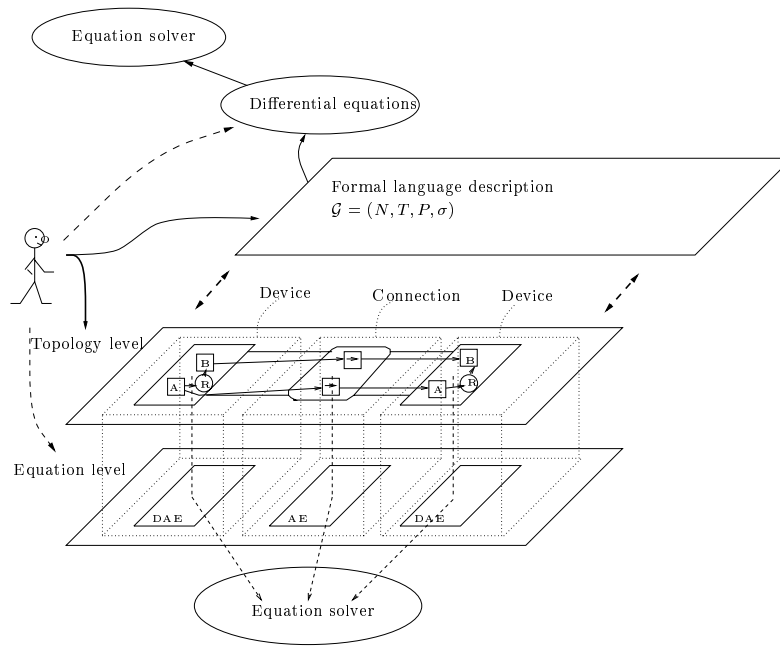 Equation solver
Differential equations
Formal language description
𝒢 = (N, T, P, σ)
Device
Connection
Device
Topology level
B
B
A
R
R
A
Equation level
DAE
AE
DAE
Equation solver